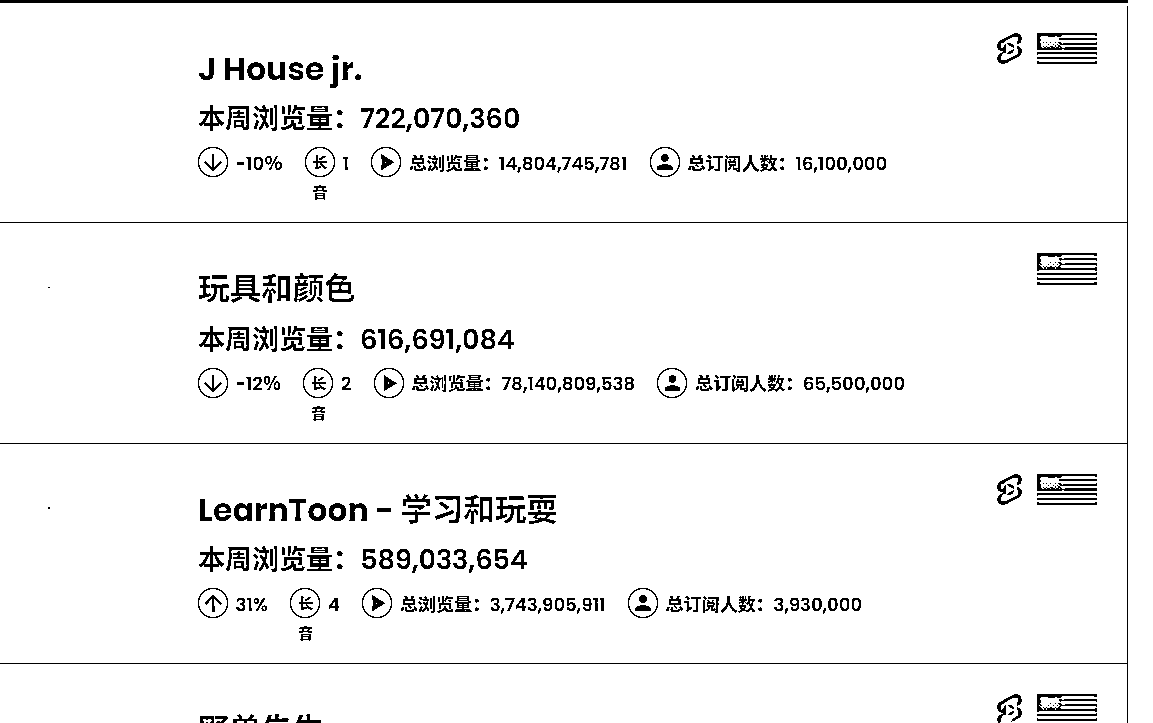 J House jr.
本周浏览量：722,070,360
-10% 长音 1 总浏览量：14,804,745,781 总订阅人数：16,100,000
玩具和颜色
本周浏览量：616,691,084
-12% 长音 2 总浏览量：78,140,809,538 总订阅人数：65,500,000
LearnToon - 学习和玩耍
本周浏览量：589,033,654
31% 长音 4 总浏览量：3,743,905,911 总订阅人数：3,930,000